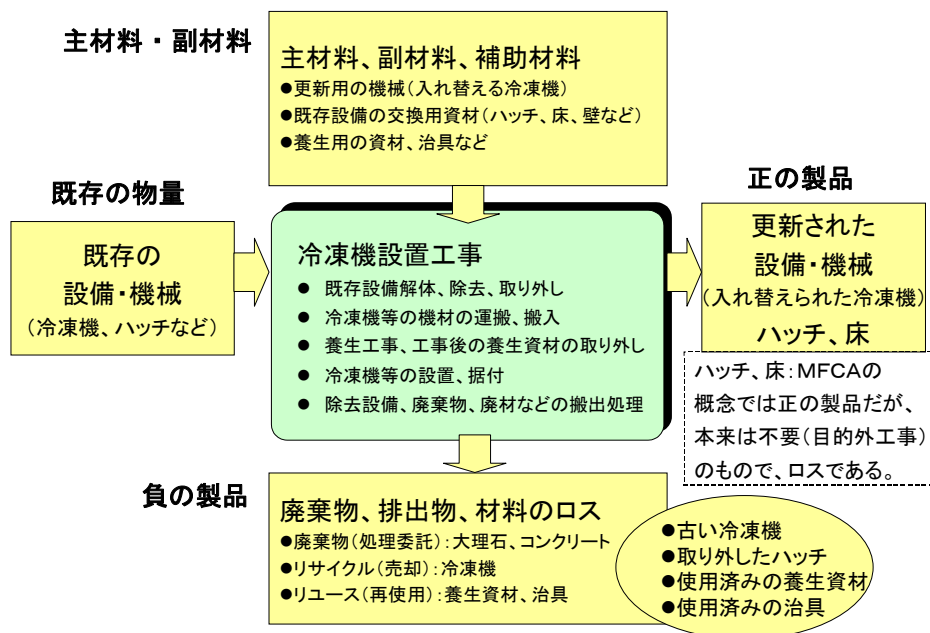 主材料・副材料
主材料、副材料、補助材料
●更新用の機械(入れ替える冷凍機)
●既存設備の交換用資材(ハッチ、床、壁など)
●養生用の資材、治具など
既存の物量
既存の
設備・機械
(冷凍機、ハッチなど)
冷凍機設置工事
● 既存設備解体、除去、取り外し
● 冷凍機等の機材の運搬、搬入
● 養生工事、工事後の養生資材の取り外し
● 冷凍機等の設置、据付
● 除去設備、廃棄物、廃材などの搬出処理
正の製品
更新された
設備・機械
(入れ替えられた冷凍機)
ハッチ、床
ハッチ、床:MFCAの
概念では正の製品だが、
本来は不要(目的外工事)
のもので、ロスである。
負の製品
廃棄物、排出物、材料のロス
●廃棄物(処理委託):大理石、コンクリート
●リサイクル(売却):冷凍機
●リユース(再使用):養生資材、治具
●古い冷凍機
●取り外したハッチ
●使用済みの養生資材
●使用済みの治具